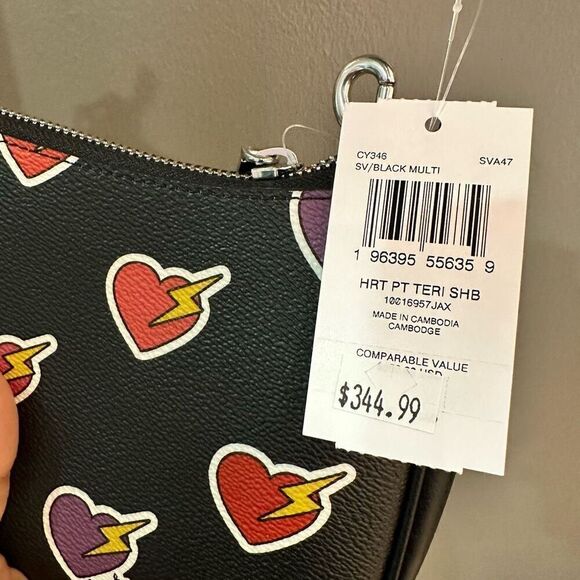 CY346 SVA47
SV/BLACK MULTI
1 96395 55635 9
HRT PT TERI SHB
10016957JAX
MADE IN CAMBODIA
CAMBODGE
COMPARABLE VALUE
USD
$344.99